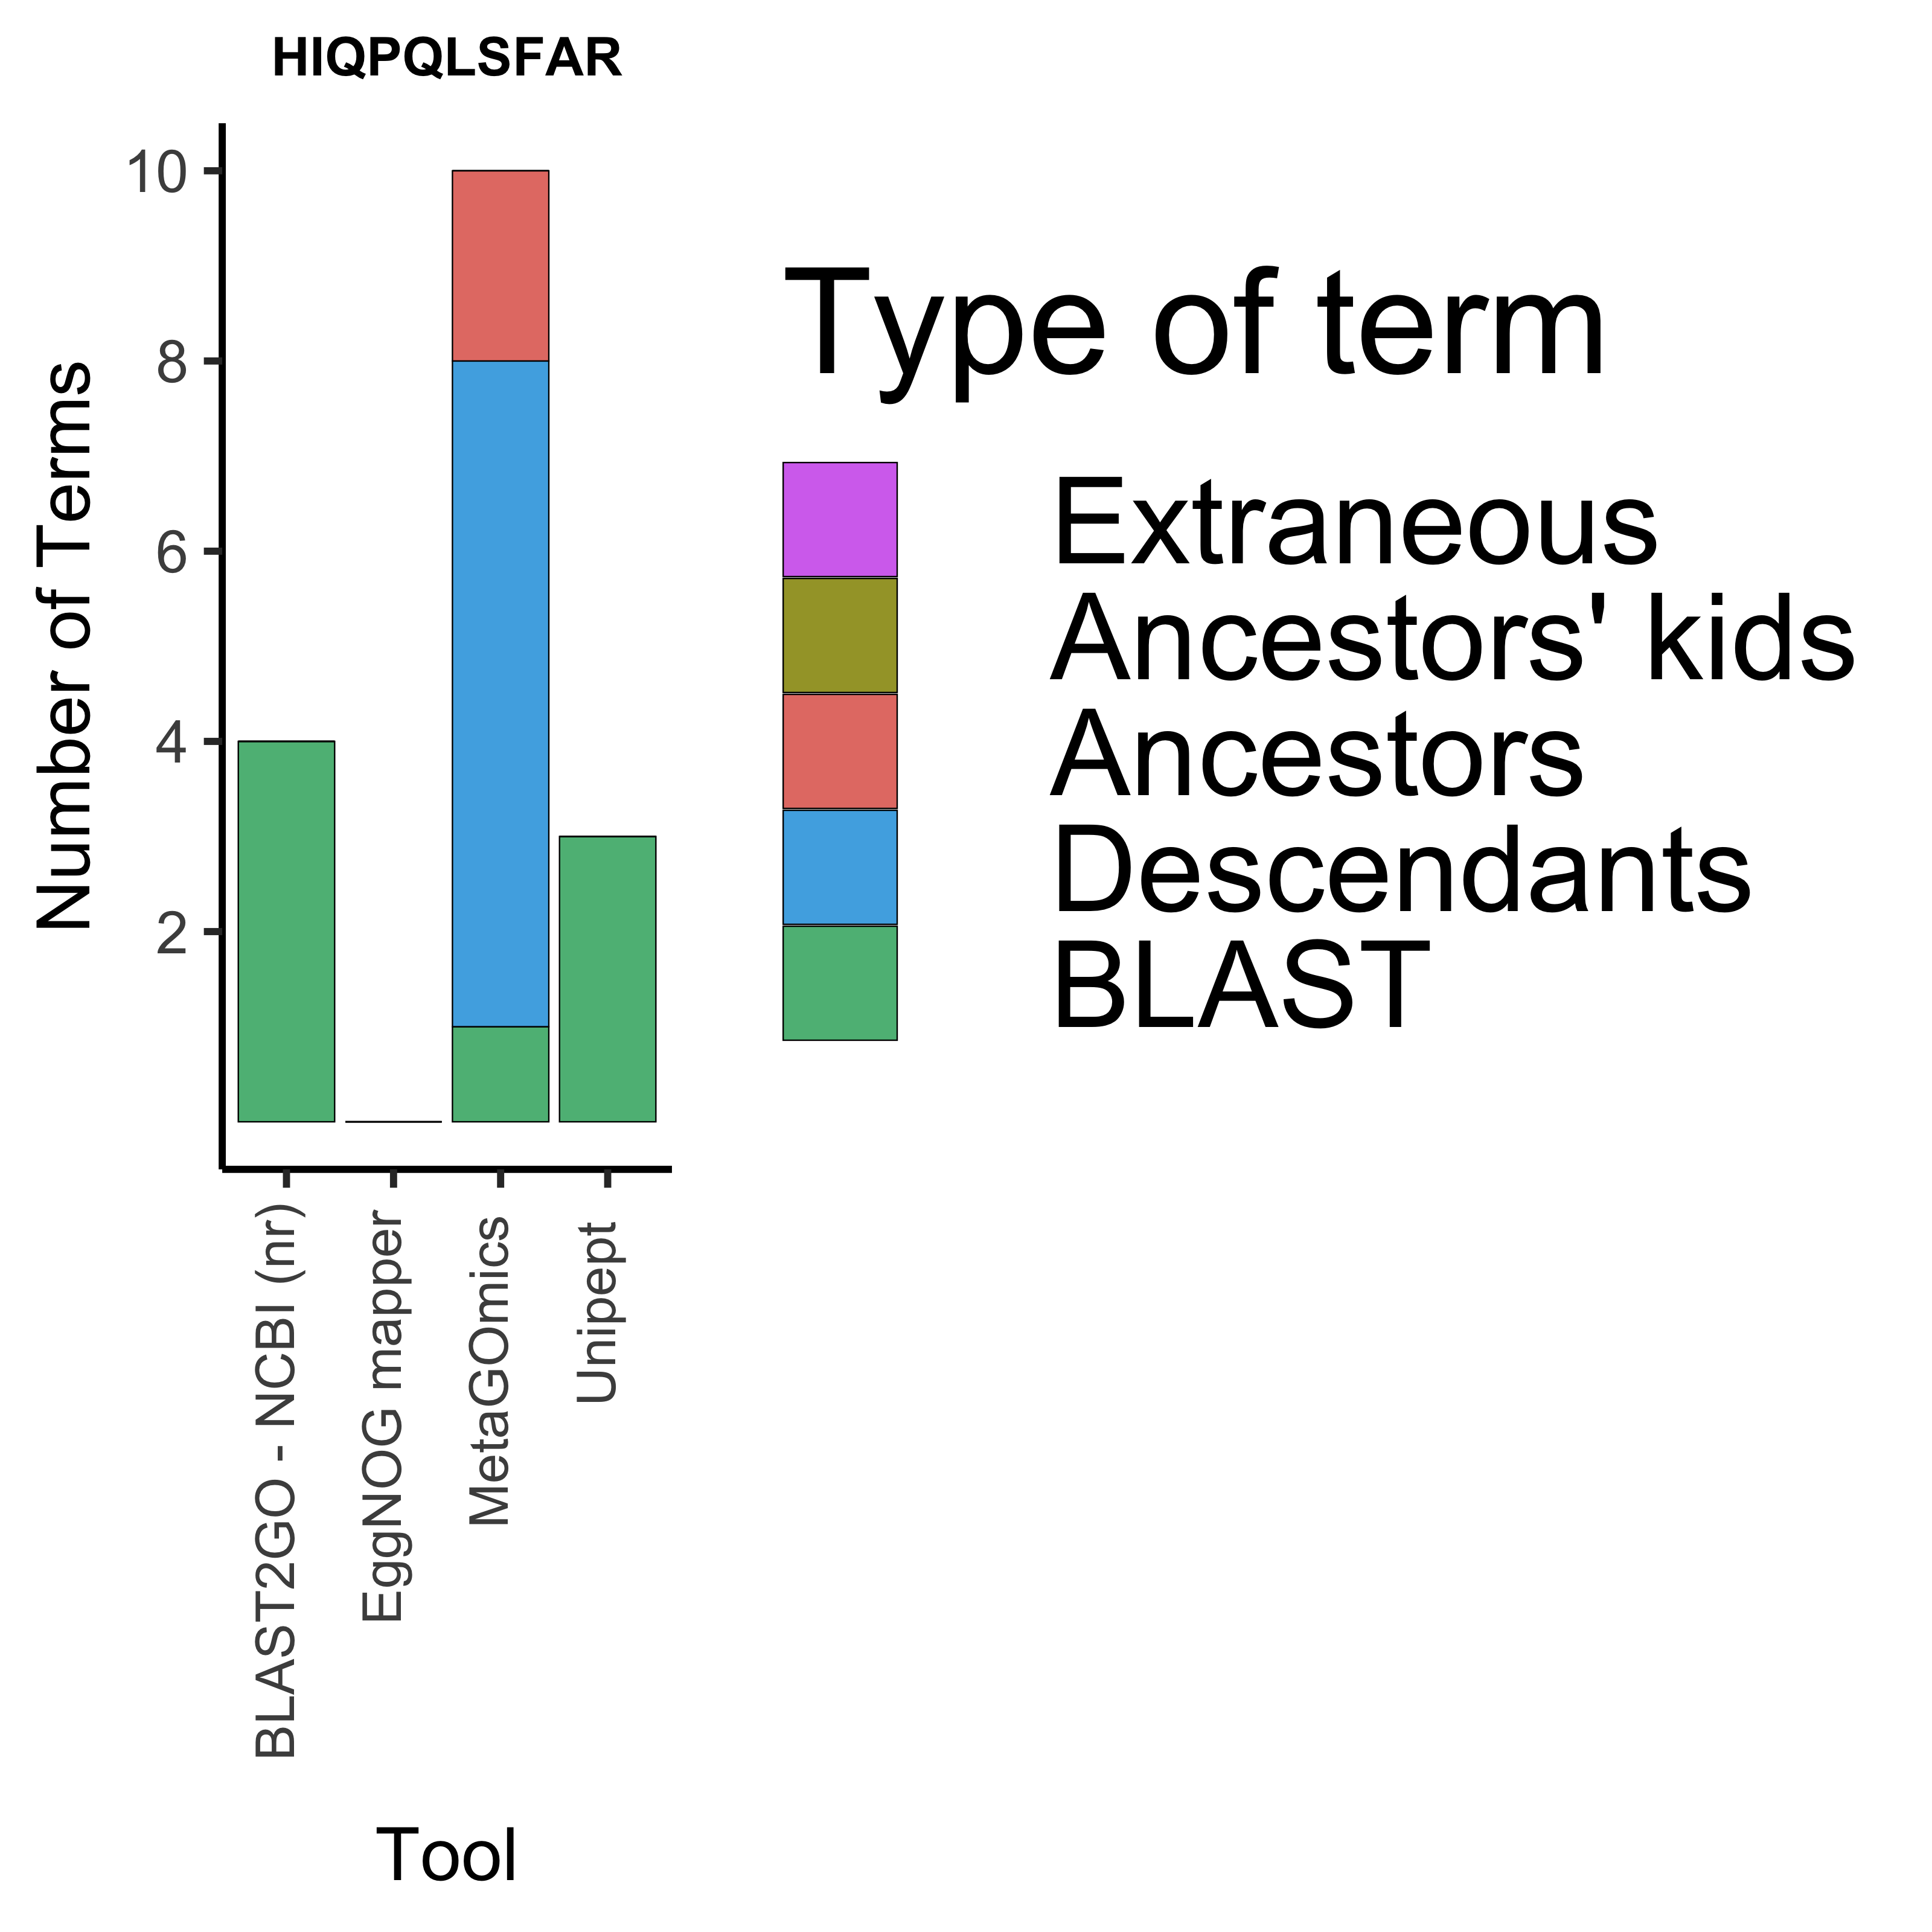 HIQPQLSFAR
Number of Terms
10
8
6
4
2
BLAST2GO - NCBI (nr)
EggNOG mapper
MetaGOmics
Unipept
Tool
Type of term
Extraneous
Ancestors' kids
Ancestors
Descendants
BLAST